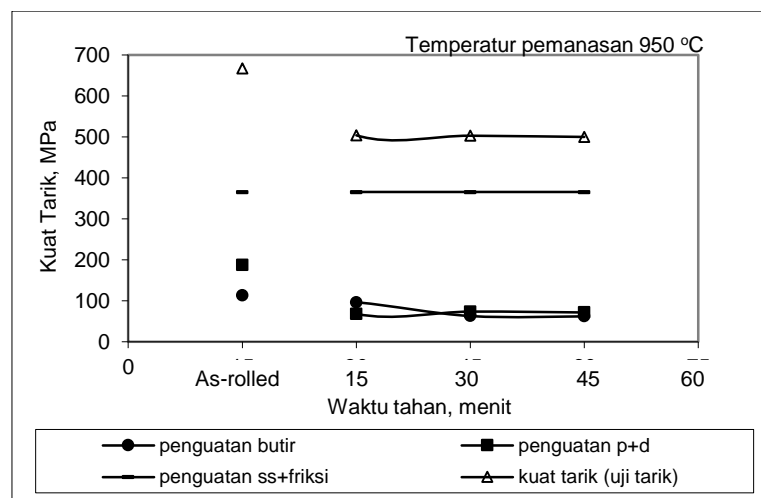 Temperatur pemanasan 950 °C
700
600
500
400
300
200
100
0
Kuat Tarik, MPa
0 As-rolled 15 30 45 60
Waktu tahan, menit
penguatan butir penguatan p+d
penguatan ss+friksi kuat tarik (uji tarik)